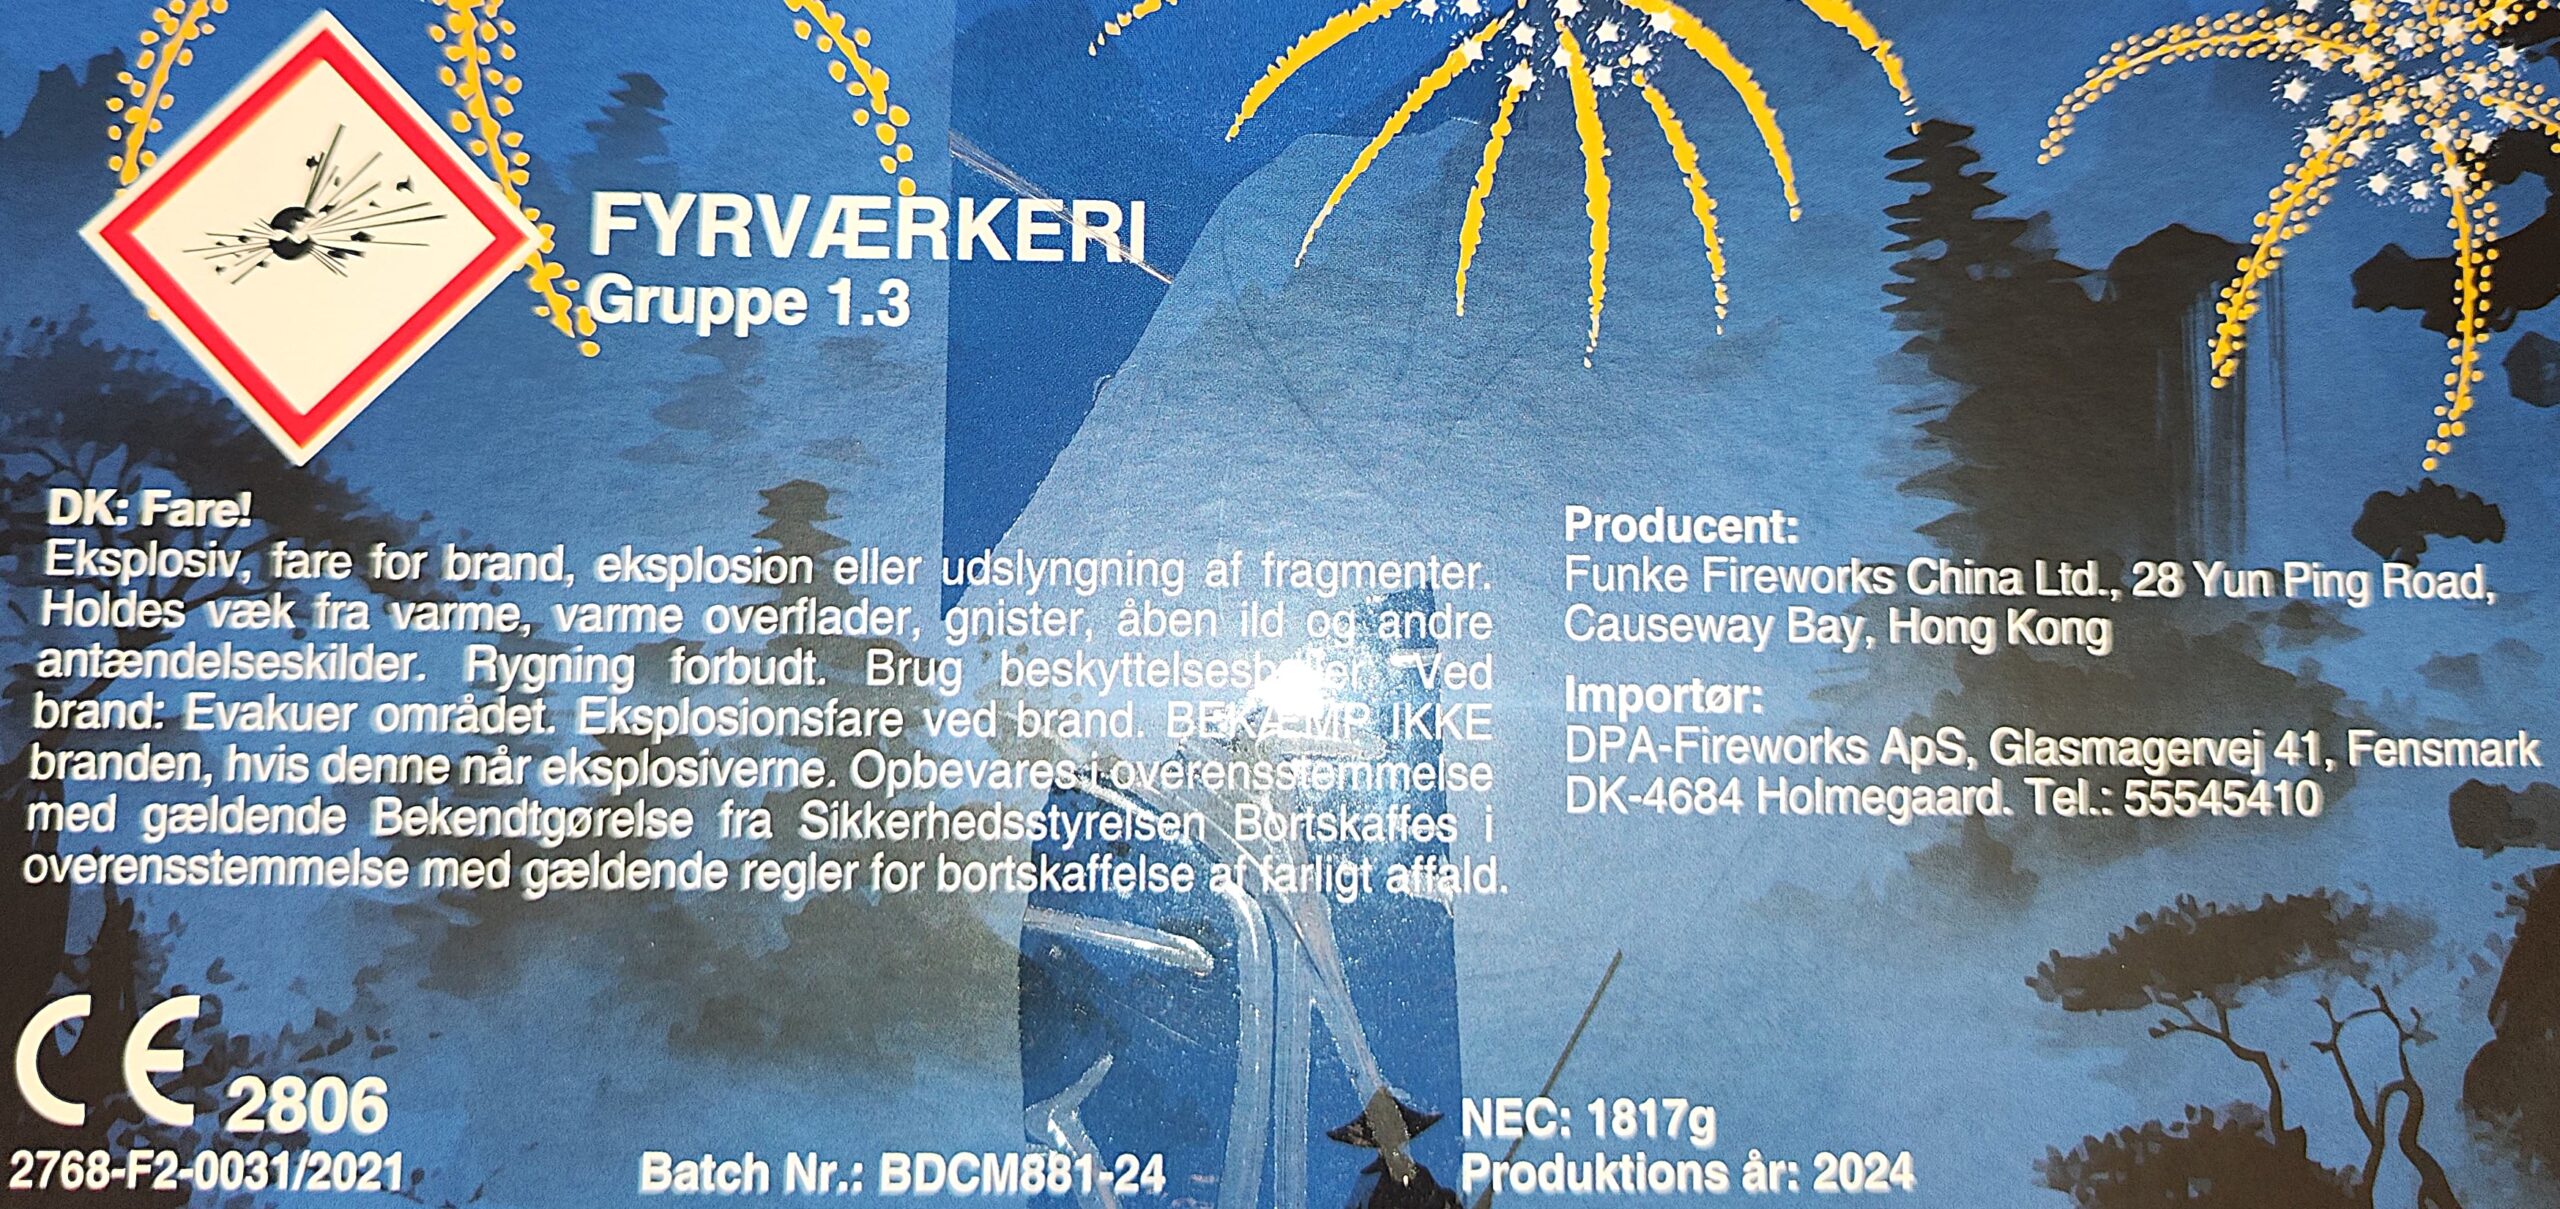 FYRVÆRKERI
Gruppe 1.3
DK: Fare!
Eksplosiv, fare for brand, eksplosion eller udslyngning af fragmenter.
Holdes væk fra varme, varme overflader, gnister, åben ild og andre
antændelseskilder. Rygning forbudt. Brug Ved
brand: Evakuer området. Eksplosionsfare ved brand. BEKÆMP IKKE
branden, hvis denne når eksplosiverne. Opbevares i overensstemmelse
med gældende Bekendtgørelse fra Sikkerhedsstyrelsen Bortskaffes i
overensstemmelse med gældende regler for bortskaffelse af farligt affald.
Producent:
Funke Fireworks China Ltd., 28 Yun Ping Road,
Causeway Bay, Hong Kong
Importør:
DPA-Fireworks ApS, Glasmagervej 41, Fensmark
DK-4684 Holmegaard. Tel.: 55545410
CE 2806
2768-F2-0031/2021
Batch Nr.: BDCM881-24
NEC: 1817g
Produktions år: 2024